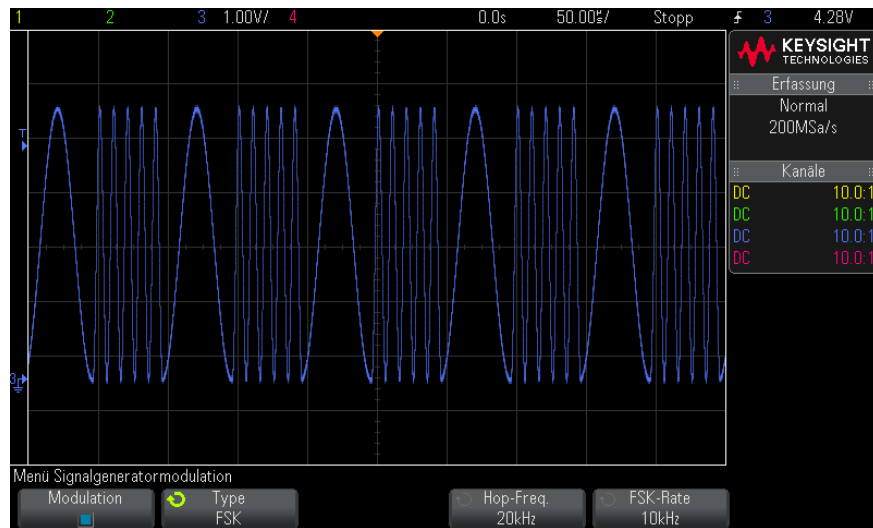 1 2 3 1.00V/ 4 0.0s 50.00µs/ Stopp 3 4.28V
KEYSIGHT
TECHNOLOGIES
Erfassung
Normal
200MSa/s
Kanäle
DC 10.0:1
DC 10.0:1
DC 10.0:1
DC 10.0:1
T
3
Menü Signalgeneratormodulation
Modulation
Type
FSK
Hop-Freq.
20kHz
FSK-Rate
10kHz